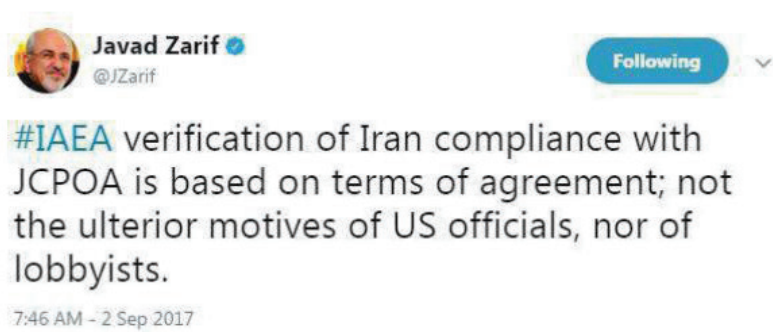 Javad Zarif
@JZarif
Following
#IAEA verification of Iran compliance with
JCPOA is based on terms of agreement; not
the ulterior motives of US officials, nor of
lobbyists.
7:46 AM - 2 Sep 2017